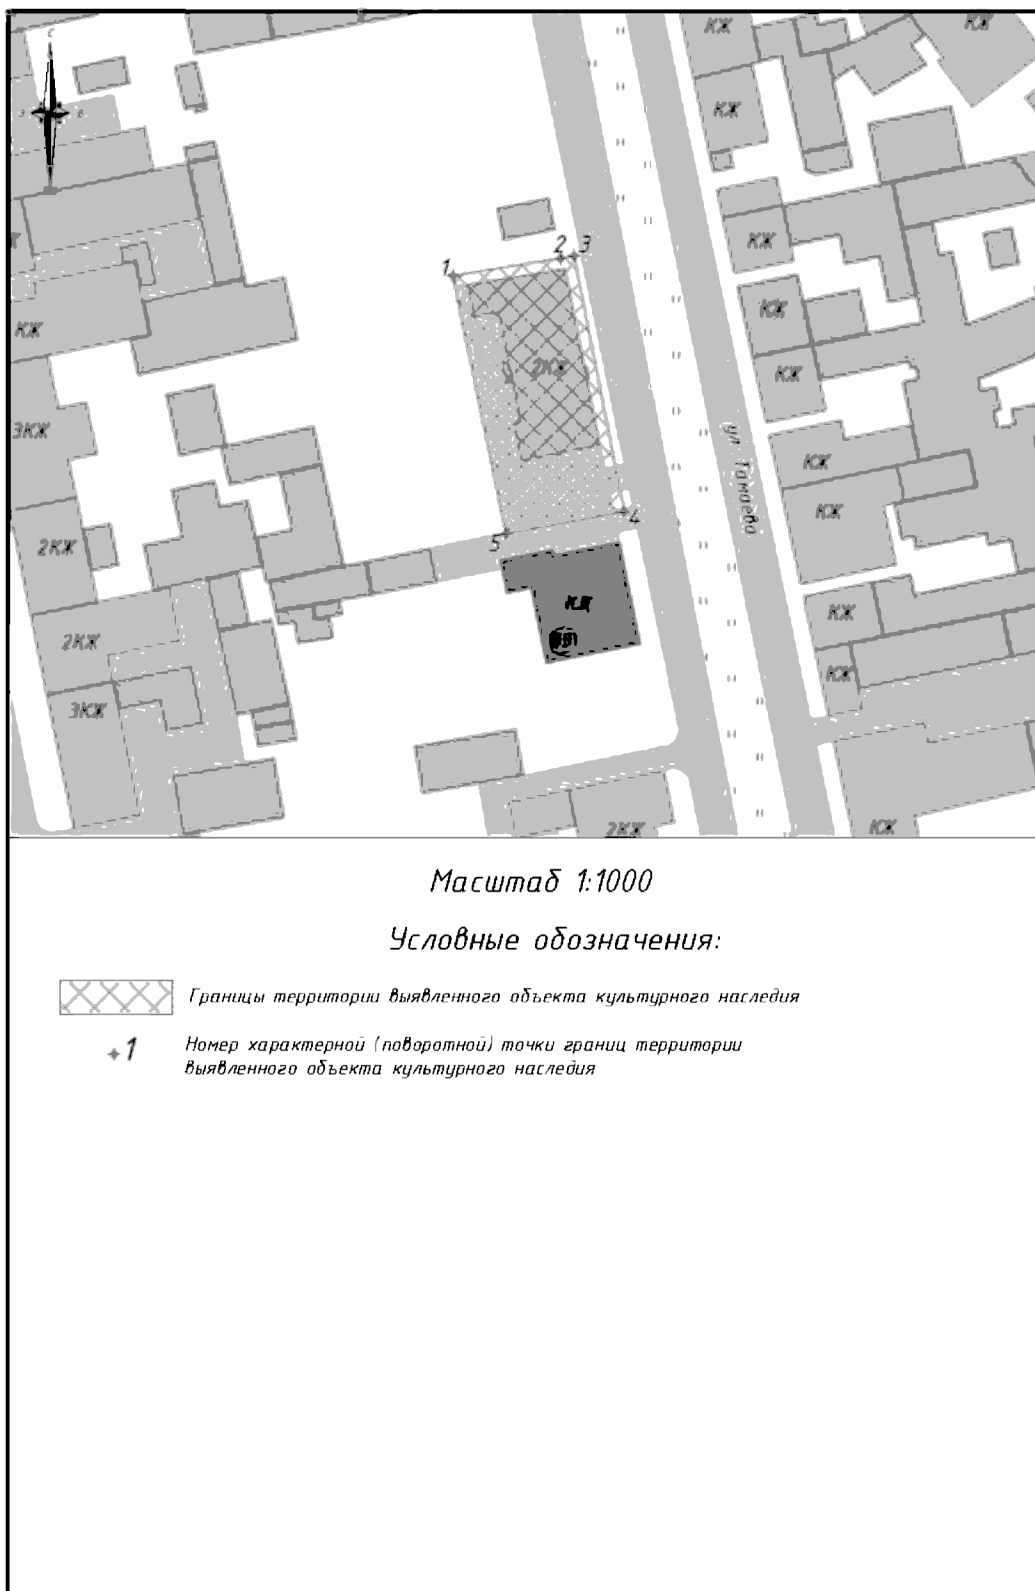 С
КЖ
КЖ
КЖ
З
В
КЖ
2
3
1
КЖ
КЖ
КЖ
2КЖ
КЖ
3КЖ
КЖ
ул. Тамаева
КЖ
4
5
2КЖ
КЖ
2КЖ
КЖ
3КЖ
2КЖ
КЖ
Масштаб 1:1000
Условные обозначения:
Границы территории выявленного объекта культурного наследия
1
Номер характерной (поворотной) точки границ территории
выявленного объекта культурного наследия